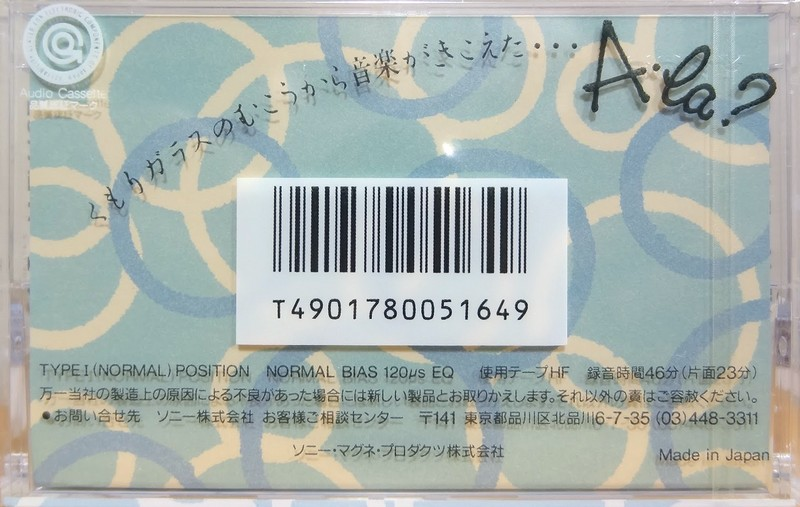 Audio Cassette
くもりガラスのむこうから音楽がきこえた・・・
A・la.?
T4901780051649
TYPE I (NORMAL) POSITION NORMAL BIAS 120μs EQ 使用テープHF 録音時間46分(片面23分)
万一当社の製造上の原因による不良があった場合には新しい製品とお取りかえします。それ以外の責はご容赦ください。
●お問い合せ先 ソニー株式会社 お客様ご相談センター 〒141 東京都品川区北品川6-7-35 (03)448-3311
ソニー・マグネ・プロダクツ株式会社
Made in Japan